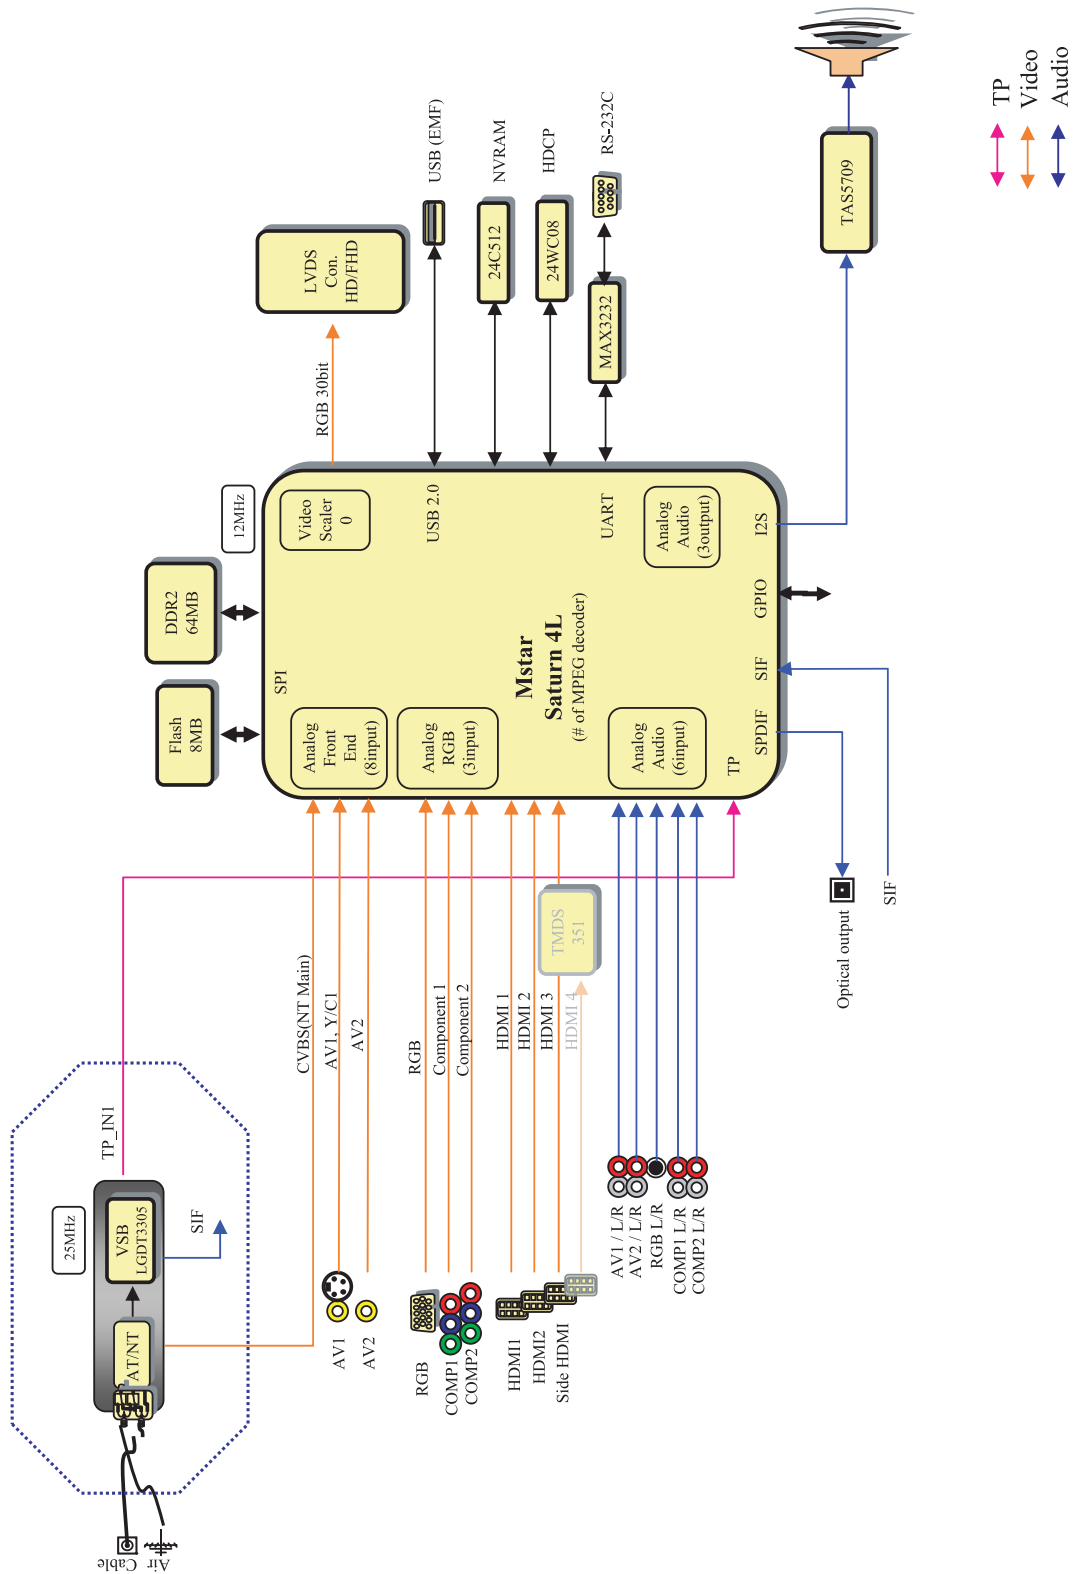 Cable
Air
AT/NT
VSB
LGDT3305
25MHz
SIF
TP_IN1
CVBS(NT Main)
AV1, Y/C1
AV2
RGB
Component 1
Component 2
HDMI 1
HDMI 2
HDMI 3
HDMI 4
TMDS
351
AV1
AV2
RGB
COMP1
COMP2
HDMI1
HDMI2
Side HDMI
AV1 / L/R
AV2 / L/R
RGB L/R
COMP1 L/R
COMP2 L/R
Optical output
SIF
Flash
8MB
DDR2
64MB
12MHz
SPI
Analog
Front
End
(8input)
Analog
RGB
(3input)
Analog
Audio
(6input)
TP
SPDIF
SIF
GPIO
I2S
Mstar
Saturn 4L
(# of MPEG decoder)
Video
Scaler
0
USB 2.0
UART
Analog
Audio
(3output)
RGB 30bit
LVDS
Con.
HD/FHD
USB (EMF)
24C512
NVRAM
24WC08
HDCP
MAX3232
RS-232C
TAS5709
TP
Video
Audio